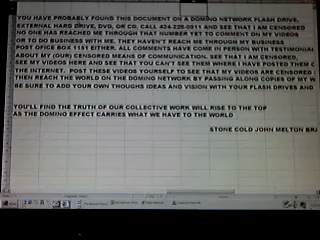 YOU HAVE PROBABLY FOUND THIS DOCUMENT ON A DOMINO NETWORK FLASH DRIVE,
EXTERNAL HARD DRIVE, DVD, OR CD. CALL 424-226-0911 AND SEE THAT I AM CENSORED
NO ONE HAS REACHED ME THROUGH THAT NUMBER YET TO COMMENT ON MY VIDEOS
OR TO DO BUSINESS WITH ME. THEY HAVEN'T REACHED ME THROUGH MY BUSINESS
POST OFICE BOX 1151 EITHER. ALL COMMENTS HAVE COME IN PERSON WITH TESTIMONIA
ABOUT MY (OUR) CENSORED MEANS OF COMMUNICATION. SEE THAT I AM CENSORED,
SEE MY VIDEOS HERE AND SEE THAT YOU CAN'T SEE THEM WHERE I HAVE POSTED THEM
THE INTERNET. POST THESE VIDEOS YOURSELF TO SEE THAT MY VIDEOS ARE CENSORED
THEN REACH THE WORLD ON THE DOMINO NETWORK BY PASSING ALONG COPIES OF MY
BE SURE TO ADD YOUR OWN THOUGHS IDEAS AND VISION WITH YOUR FLASH DRIVES AND
YOU'LL FIND THE TRUTH OF OUR COLLECTIVE WORK WILL RISE TO THE TOP
AS THE DOMINO EFFECT CARRIES WHAT WE HAVE TO THE WORLD
STONE COLD JOHN MELTON BRA